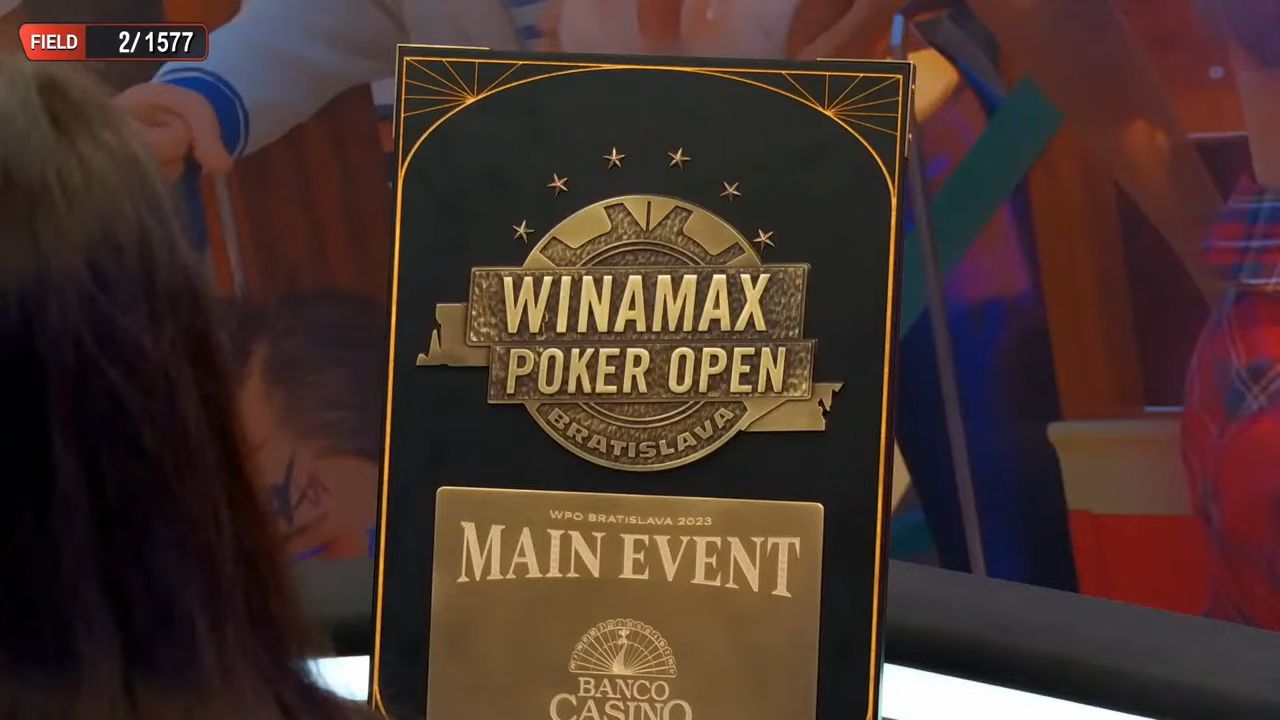 FIELD 2/1577
WINAMAX
POKER OPEN
BRATISLAVA
WPO BRATISLAVA 2023
MAIN EVENT
BANCO
CASINO